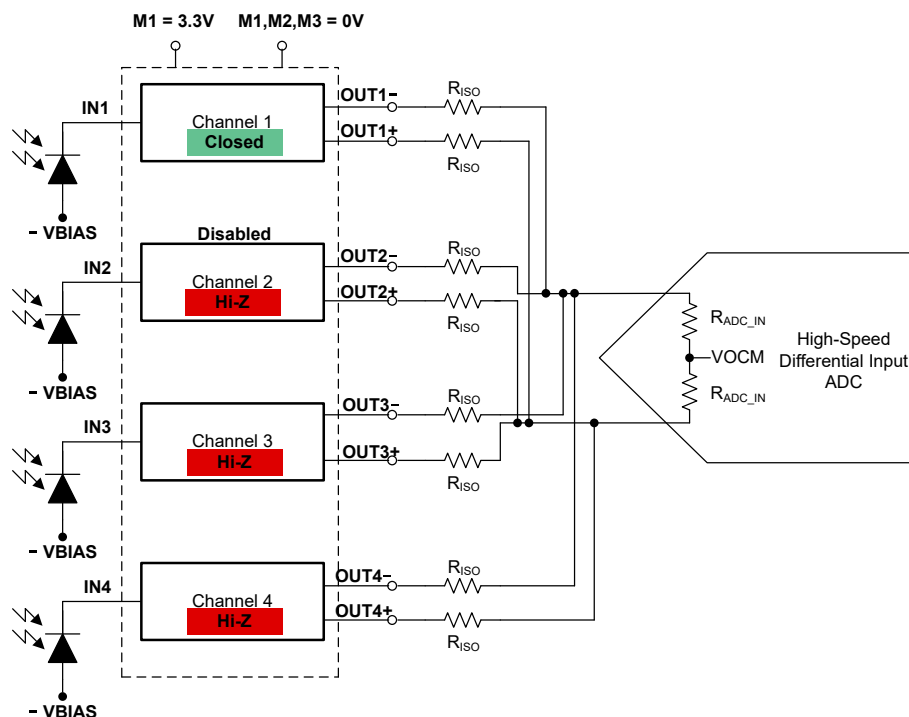 M1 = 3.3V
M1,M2,M3 = 0V
IN1
Channel 1
Closed
OUT1-
OUT1+
RISO
RISO
- VBIAS
Disabled
IN2
Channel 2
Hi-Z
OUT2-
OUT2+
RISO
RISO
- VBIAS
RADC_IN
VOCM
RADC_IN
High-Speed
Differential Input
ADC
IN3
Channel 3
Hi-Z
OUT3-
OUT3+
RISO
RISO
- VBIAS
IN4
Channel 4
Hi-Z
OUT4-
OUT4+
RISO
RISO
- VBIAS